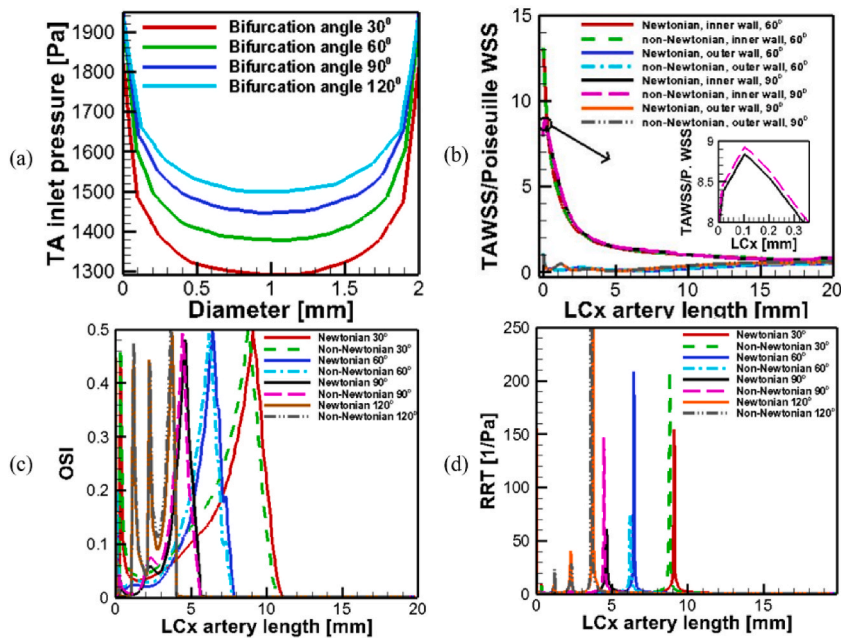 (a)
TA inlet pressure [Pa]
1900
1800
1700
1600
1500
1400
1300
Bifurcation angle 30⁰
Bifurcation angle 60⁰
Bifurcation angle 90⁰
Bifurcation angle 120⁰
0 0.5 1 1.5 2
Diameter [mm]
(b)
TAWSS/Poiseuille WSS
15
10
5
0
Newtonian, inner wall, 60⁰
non-Newtonian, inner wall, 60⁰
Newtonian, outer wall, 60⁰
non-Newtonian, outer wall, 60⁰
Newtonian, inner wall, 90⁰
non-Newtonian, inner wall, 90⁰
Newtonian, outer wall, 90⁰
non-Newtonian, outer wall, 90⁰
TAWSS/P. WSS
9
8.5
8
0 0.1 0.2 0.3
LCx [mm]
0 5 10 15 20
LCx artery length [mm]
(c)
OSI
0.5
0.4
0.3
0.2
0.1
0
Newtonian 30⁰
Non-Newtonian 30⁰
Newtonian 60⁰
Non-Newtonian 60⁰
Newtonian 90⁰
Non-Newtonian 90⁰
Newtonian 120⁰
Non-Newtonian 120⁰
0 5 10 15 20
LCx artery length [mm]
(d)
RRT [1/Pa]
250
200
150
100
50
0
Newtonian 30⁰
Non-Newtonian 30⁰
Newtonian 60⁰
Non-Newtonian 60⁰
Newtonian 90⁰
Non-Newtonian 90⁰
Newtonian 120⁰
Non-Newtonian 120⁰
0 5 10 15 20
LCx artery length [mm]